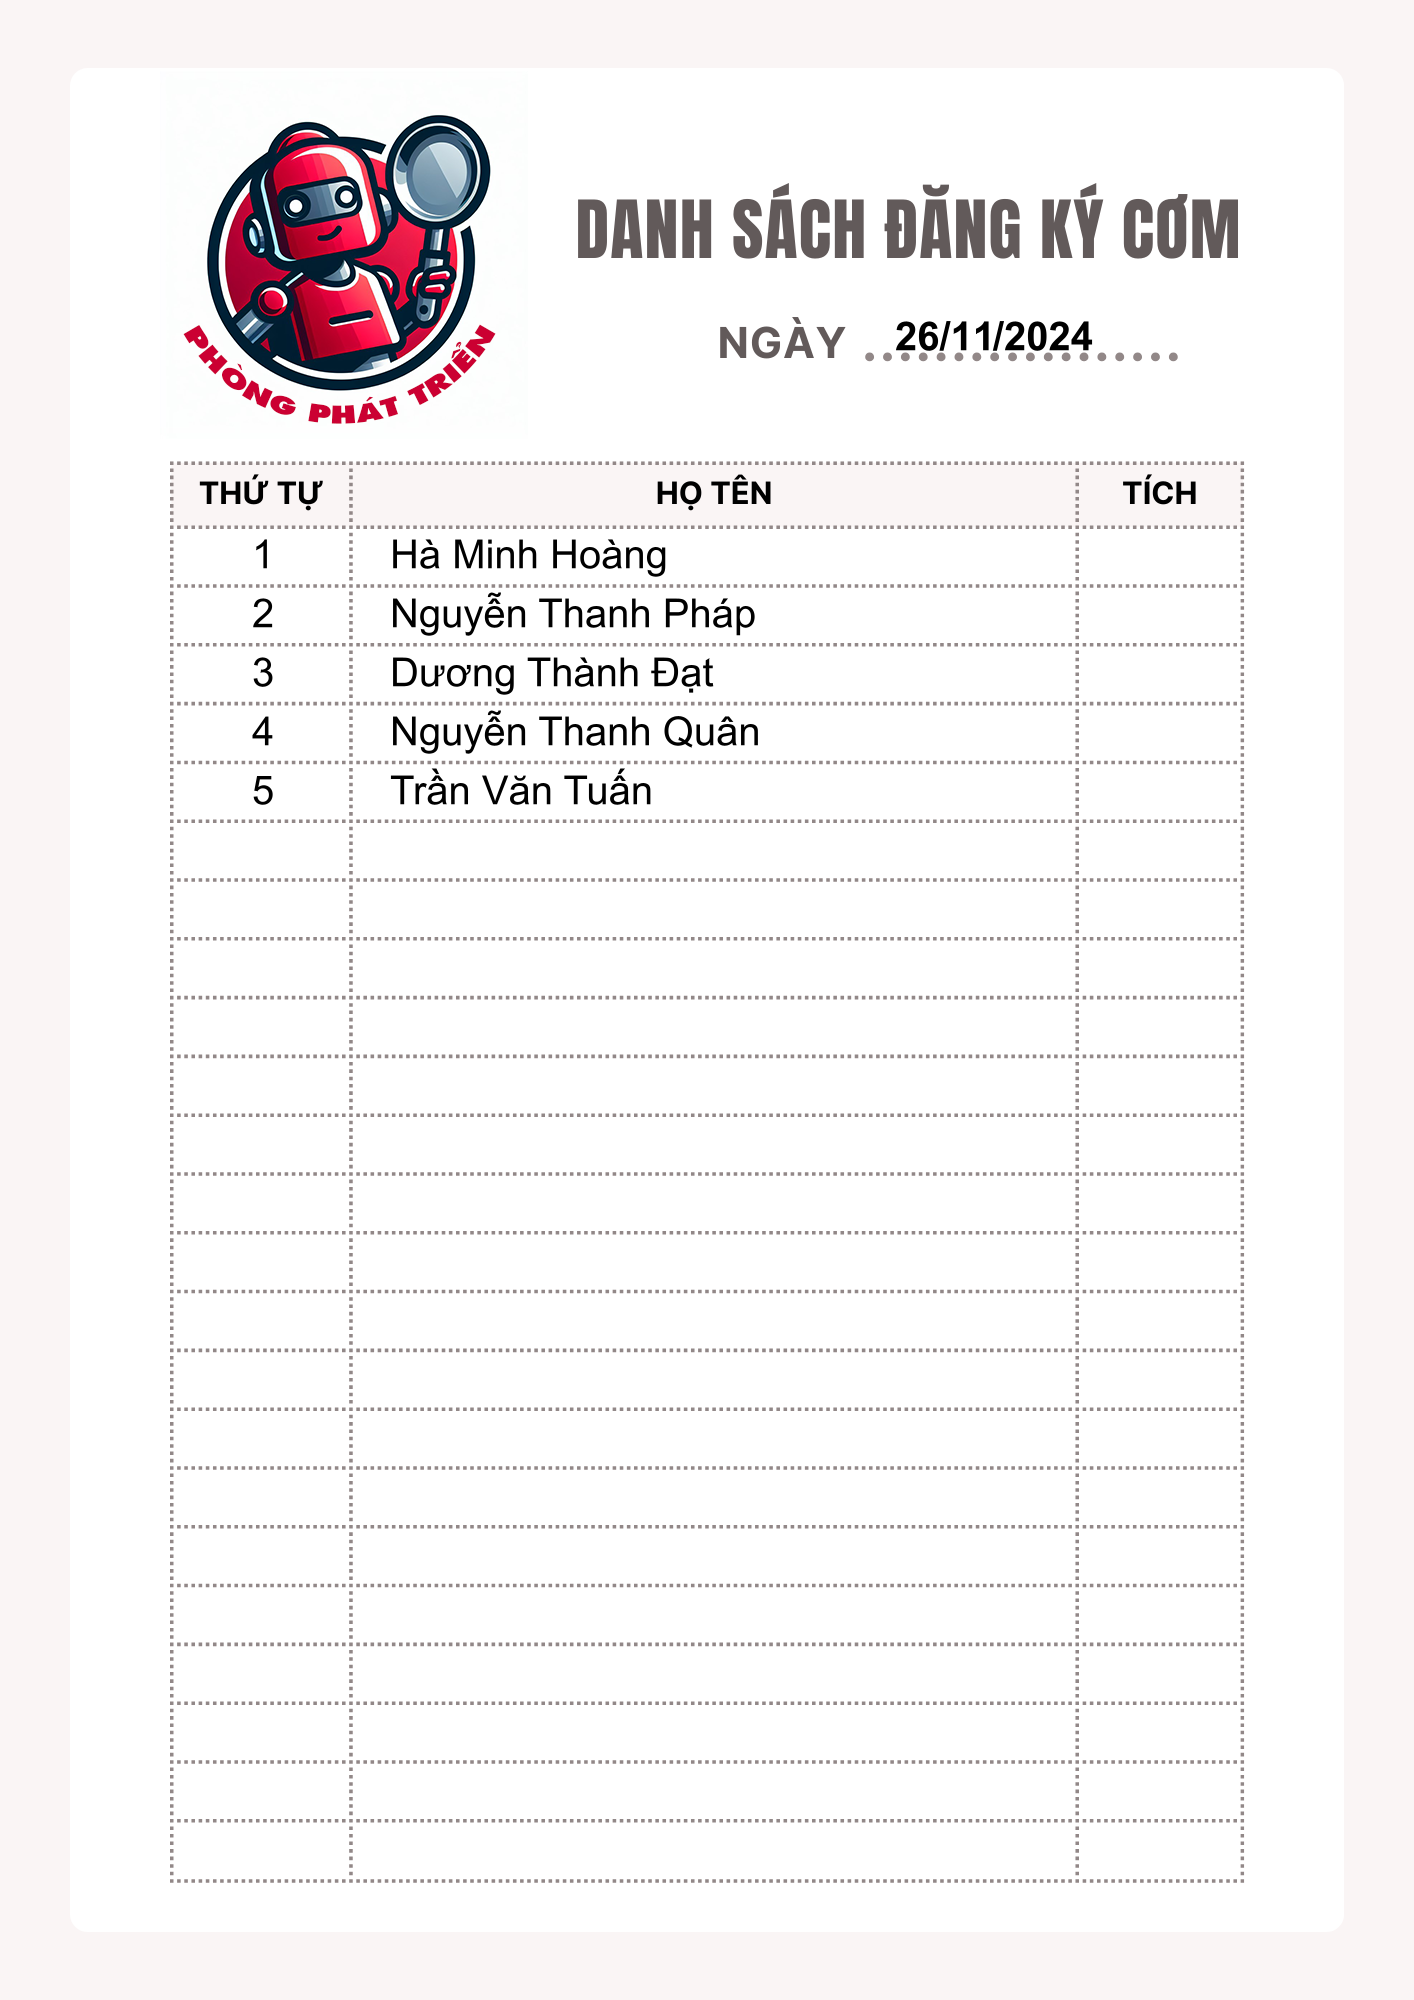 PHÒNG PHÁT TRIỂN
DANH SÁCH ĐĂNG KÝ CƠM
NGÀY 26/11/2024
THỨ TỰ HỌ TÊN TÍCH
1 Hà Minh Hoàng
2 Nguyễn Thanh Pháp
3 Dương Thành Đạt
4 Nguyễn Thanh Quân
5 Trần Văn Tuấn